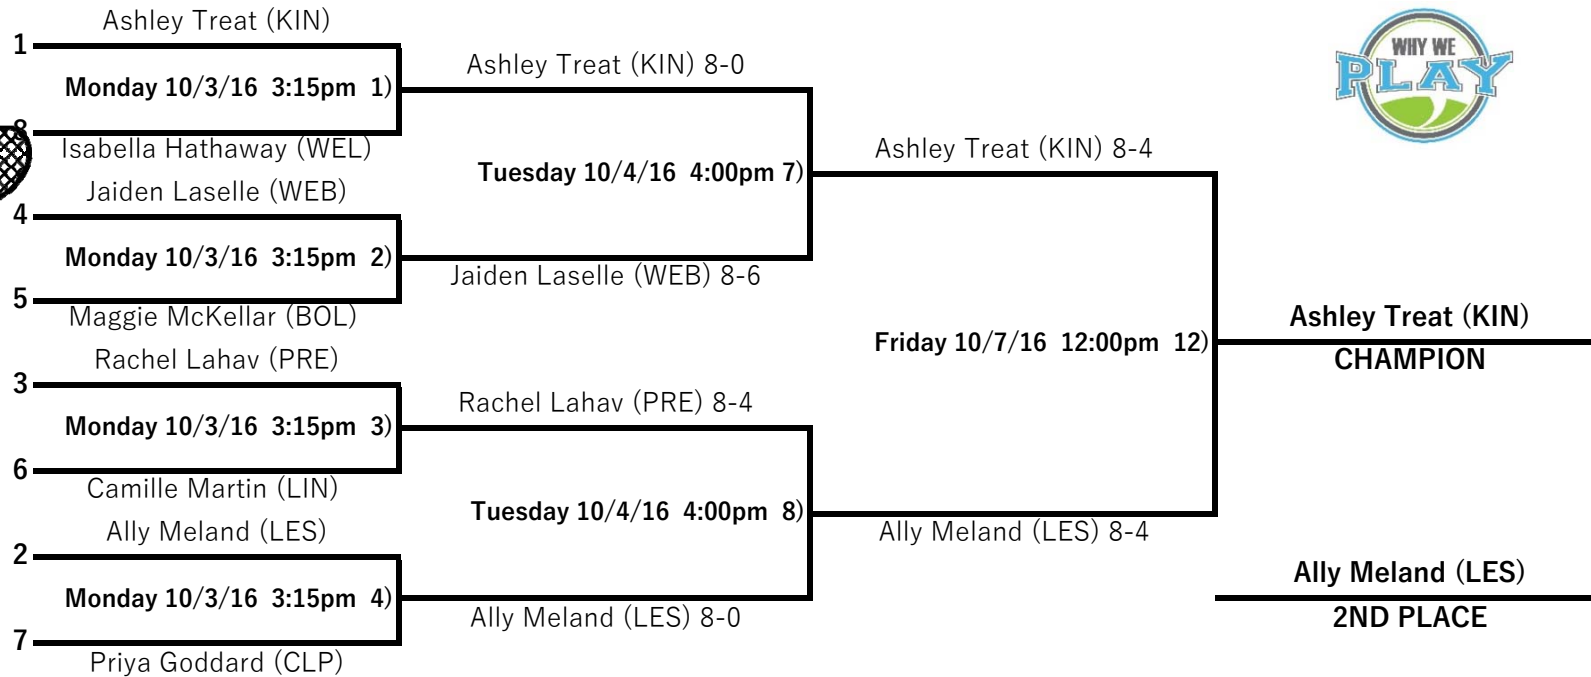 Ashley Treat (KIN)
1
Monday 10/3/16 3:15pm 1)
8
Isabella Hathaway (WEL)
Ashley Treat (KIN) 8-0
Jaiden Laselle (WEB)
4
Monday 10/3/16 3:15pm 2)
5
Maggie McKellar (BOL)
Tuesday 10/4/16 4:00pm 7)
Jaiden Laselle (WEB) 8-6
Rachel Lahav (PRE)
3
Monday 10/3/16 3:15pm 3)
6
Camille Martin (LIN)
Rachel Lahav (PRE) 8-4
Ally Meland (LES)
2
Monday 10/3/16 3:15pm 4)
7
Priya Goddard (CLP)
Tuesday 10/4/16 4:00pm 8)
Ally Meland (LES) 8-0
Ashley Treat (KIN) 8-4
Friday 10/7/16 12:00pm 12)
Ally Meland (LES) 8-4
WHY WE
PLAY
Ashley Treat (KIN)
CHAMPION
Ally Meland (LES)
2ND PLACE